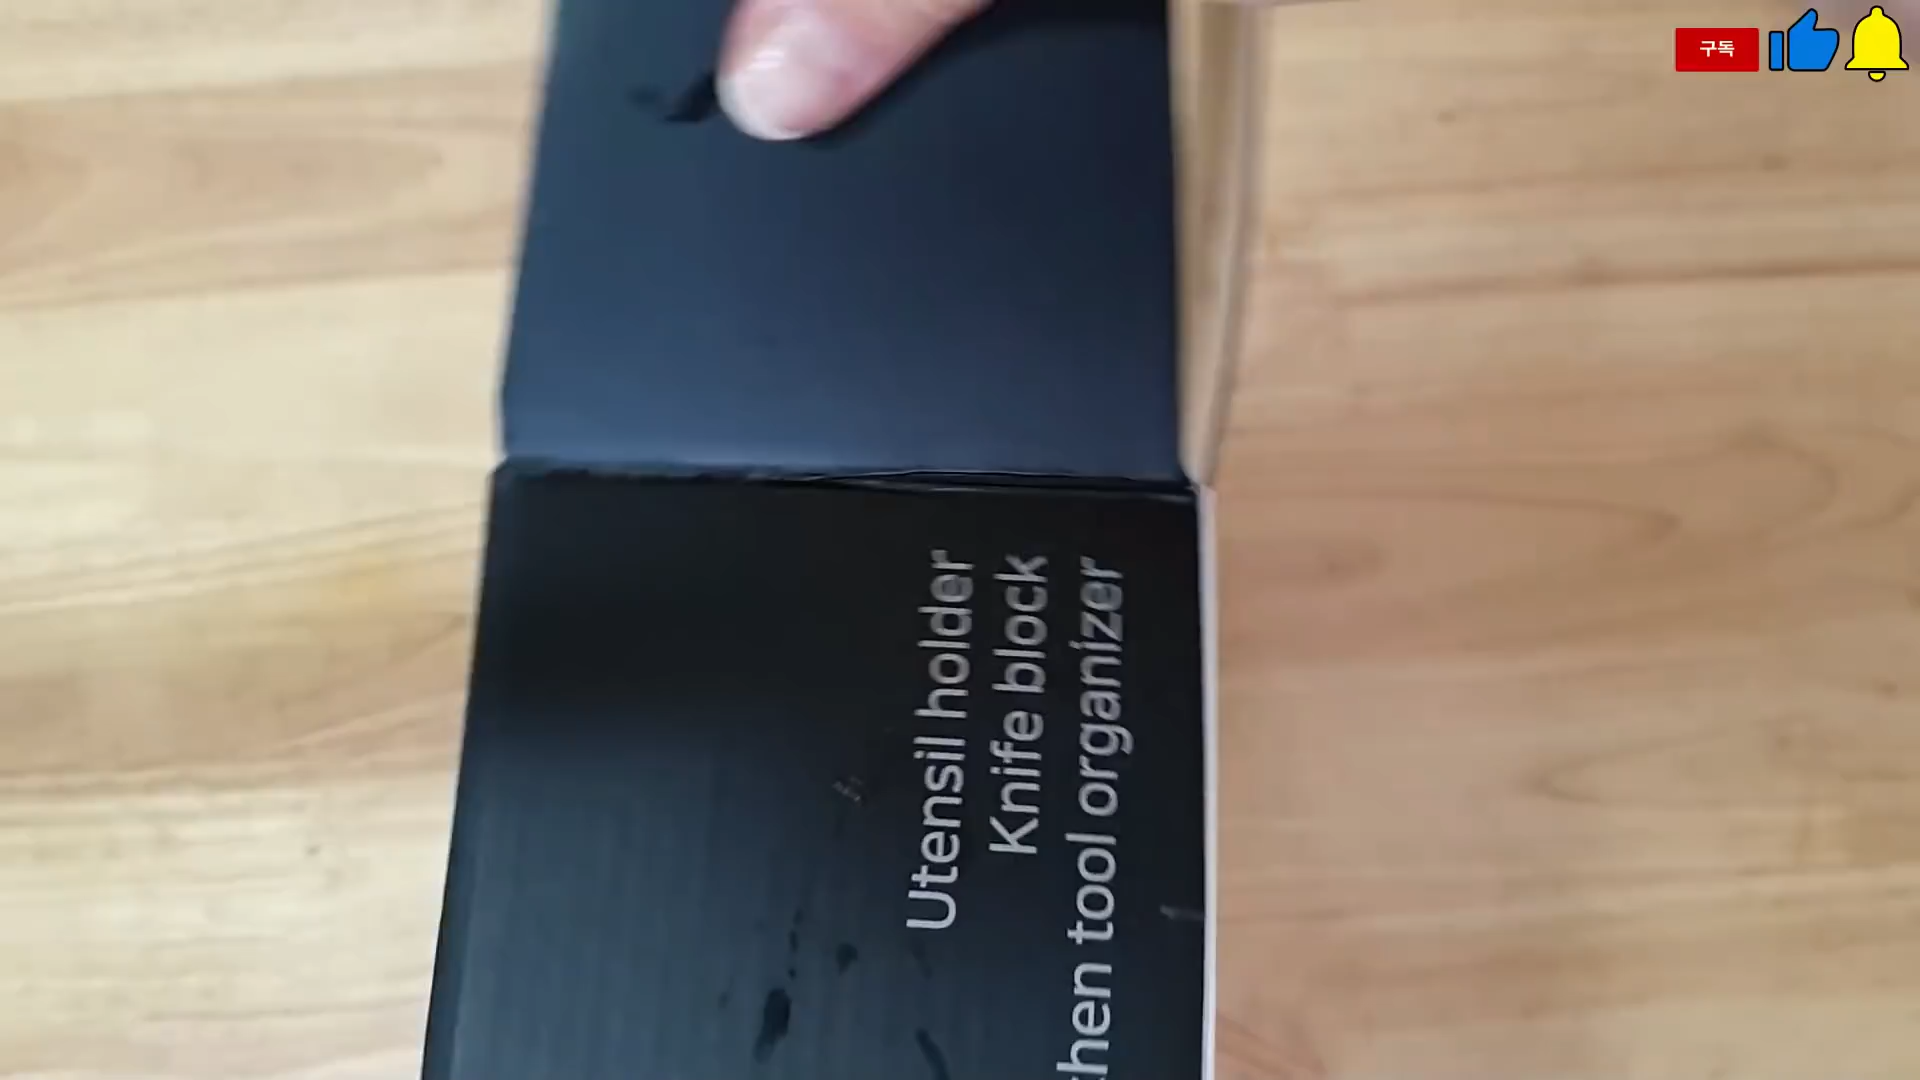 구독
Utensil holder
Knife block
tool organizer